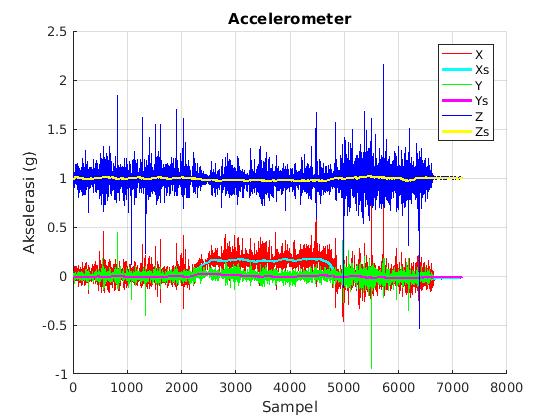 Accelerometer
2.5
2
1.5
1
0.5
0
-0.5
-1
Akselerasi (g)
X
Xs
Y
Ys
Z
Zs
0 1000 2000 3000 4000 5000 6000 7000 8000
Sampel